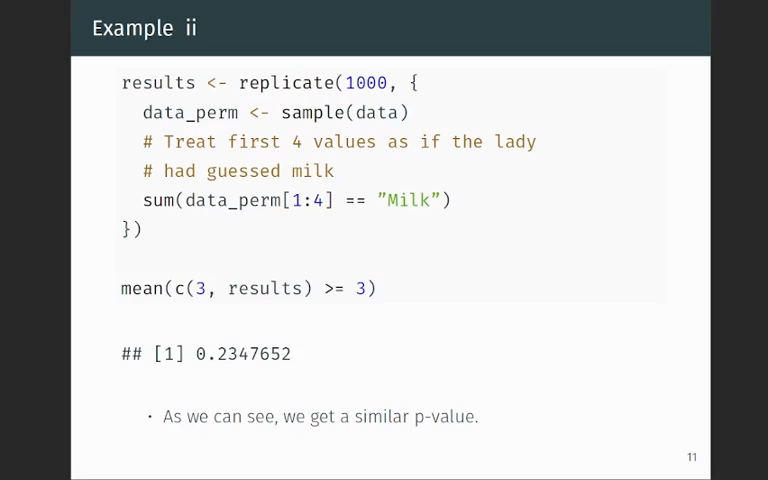 Example ii
results <- replicate(1000, {
data_perm <- sample(data)
# Treat first 4 values as if the lady
# had guessed milk
sum(data_perm[1:4] == ”Milk”)
})
mean(c(3, results) >= 3)
## [1] 0.2347652
• As we can see, we get a similar p-value.
11